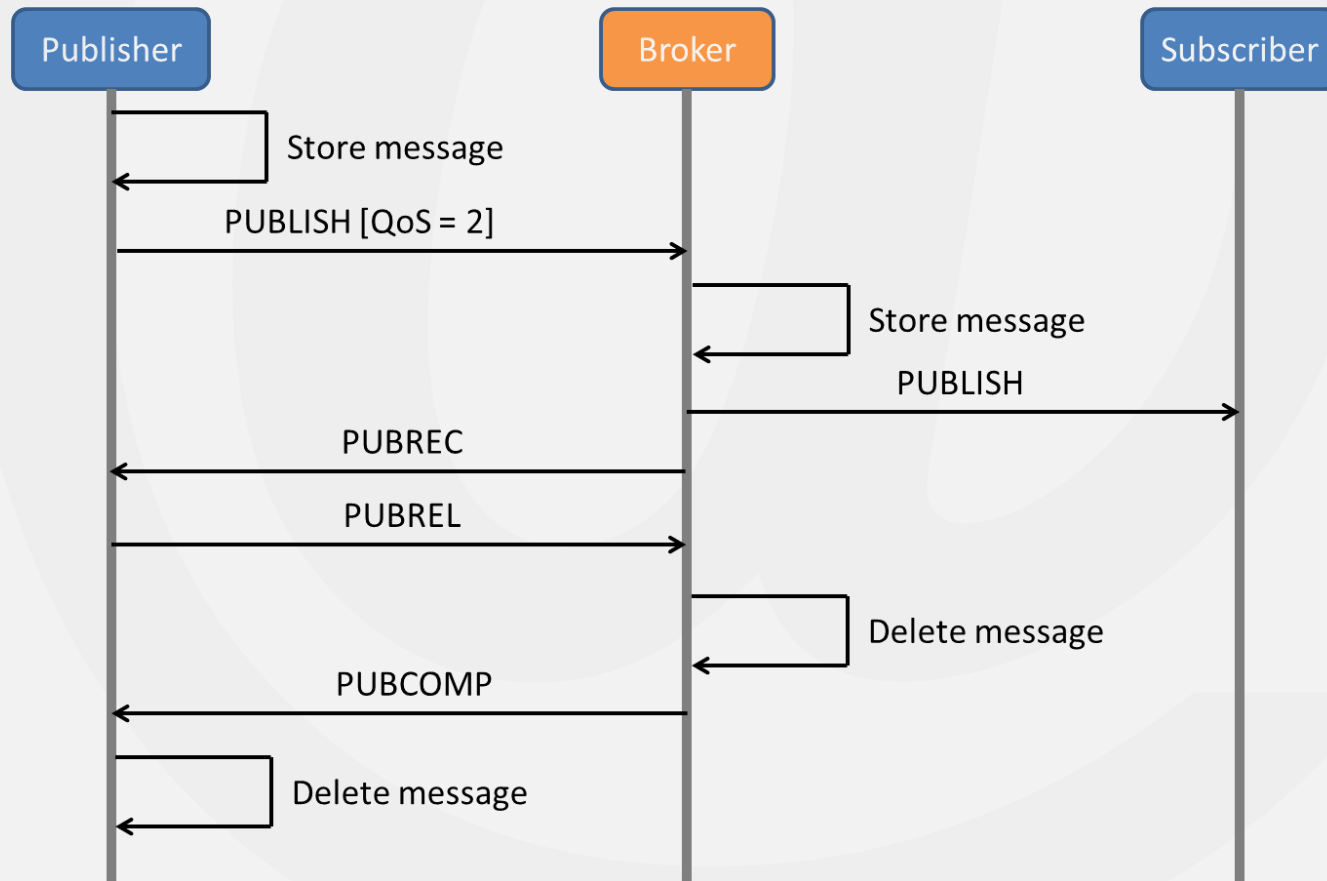 Publisher
Broker
Subscriber
Store message
PUBLISH [QoS = 2]
Store message
PUBLISH
PUBREC
PUBREL
Delete message
PUBCOMP
Delete message